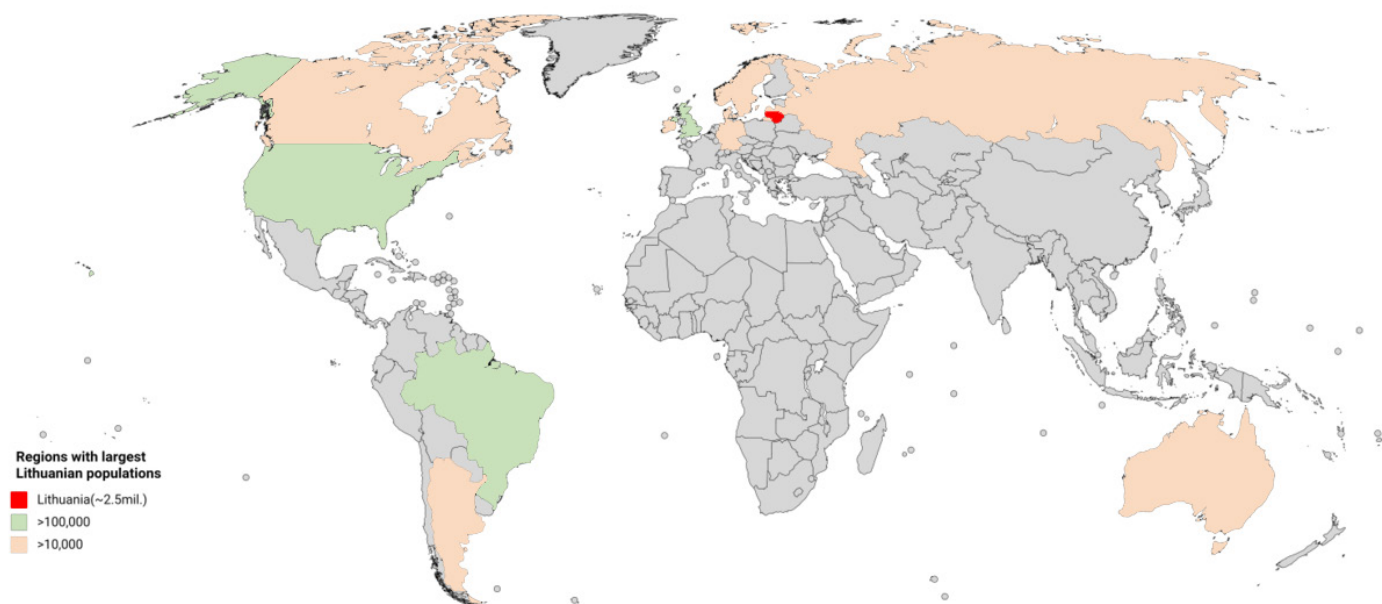 Regions with largest
Lithuanian populations
Lithuania(~2.5mil.)
>100,000
>10,000